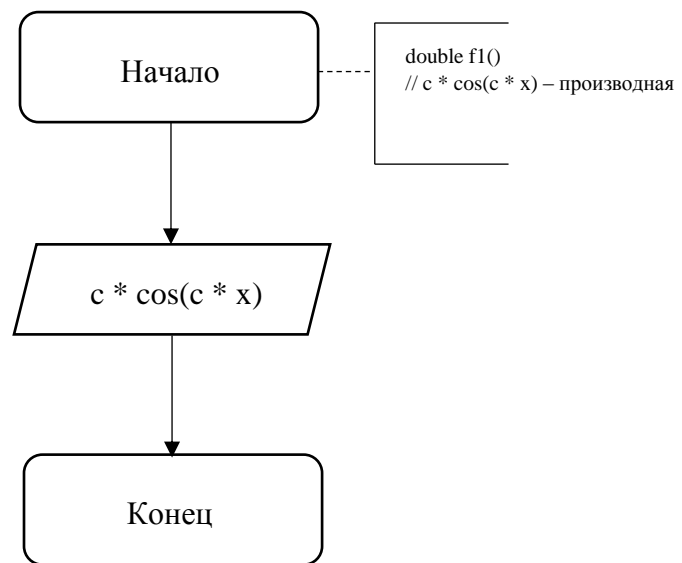 Начало
double f1()
// c * cos(c * x) – производная
c * cos(c * x)
Конец